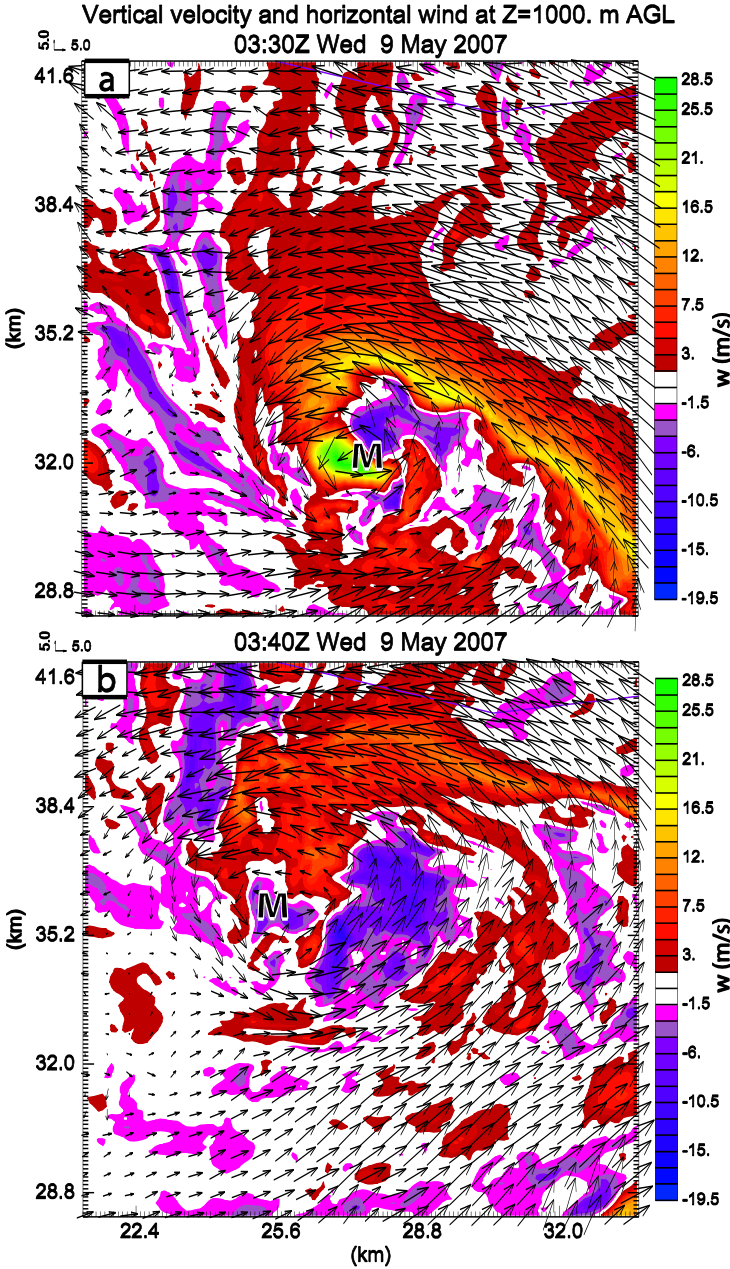 Vertical velocity and horizontal wind at Z=1000. m AGL
03:30Z Wed 9 May 2007
5.0
5.0
a
41.6
38.4
35.2
32.0
28.8
(km)
M
28.5
25.5
21.
16.5
12.
7.5
3.
-1.5
-6.
-10.5
-15.
-19.5
w (m/s)
03:40Z Wed 9 May 2007
5.0
5.0
b
41.6
38.4
35.2
32.0
28.8
(km)
M
28.5
25.5
21.
16.5
12.
7.5
3.
-1.5
-6.
-10.5
-15.
-19.5
w (m/s)
22.4 25.6 28.8 32.0
(km)